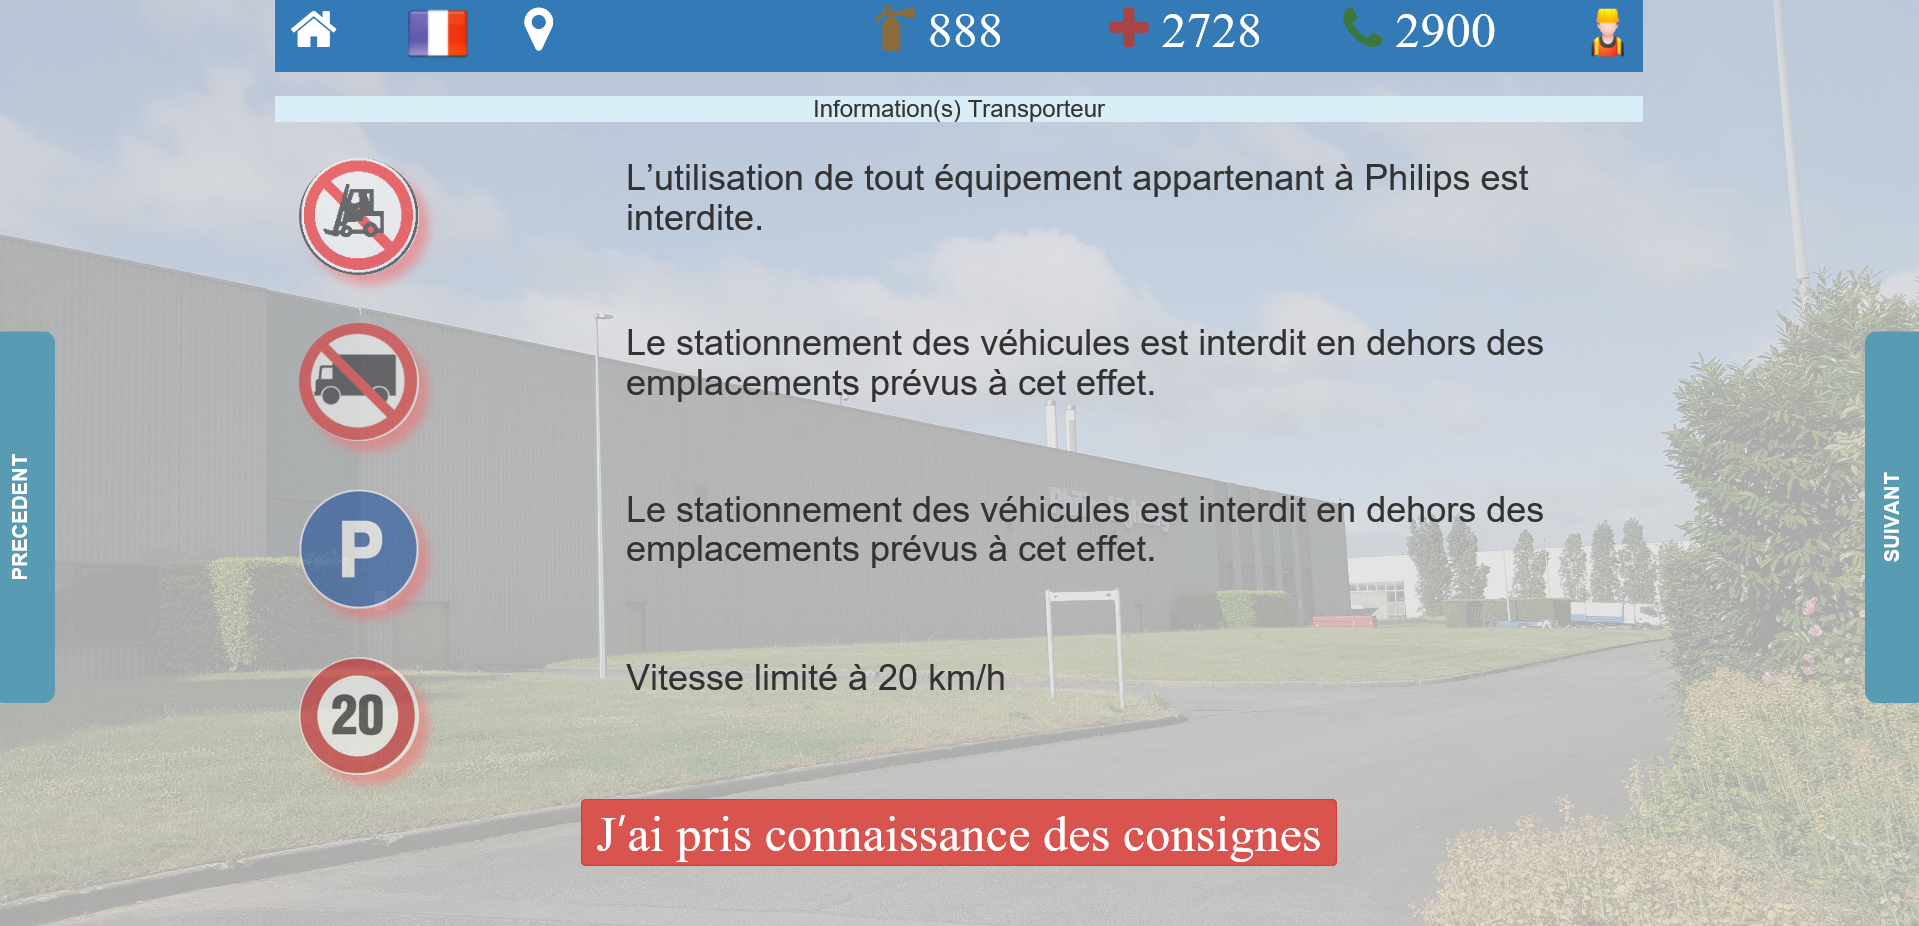 888
2728
2900
Information(s) Transporteur
L’utilisation de tout équipement appartenant à Philips est
interdite.
Le stationnement des véhicules est interdit en dehors des
emplacements prévus à cet effet.
P
Le stationnement des véhicules est interdit en dehors des
emplacements prévus à cet effet.
20
Vitesse limité à 20 km/h
PRECEDENT
SUIVANT
J'ai pris connaissance des consignes